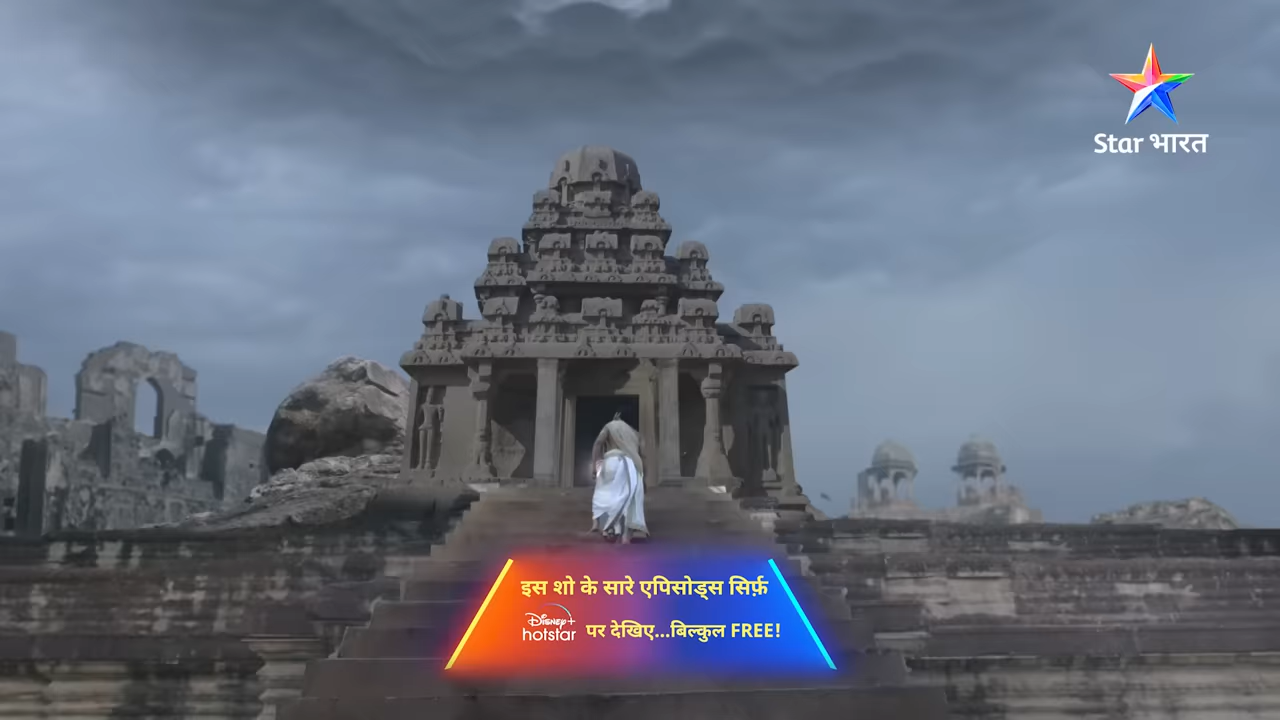 Star भारत
इस शो के सारे एपिसोड्स सिर्फ़
Disney+ hotstar पर देखिए...बिल्कुल FREE!